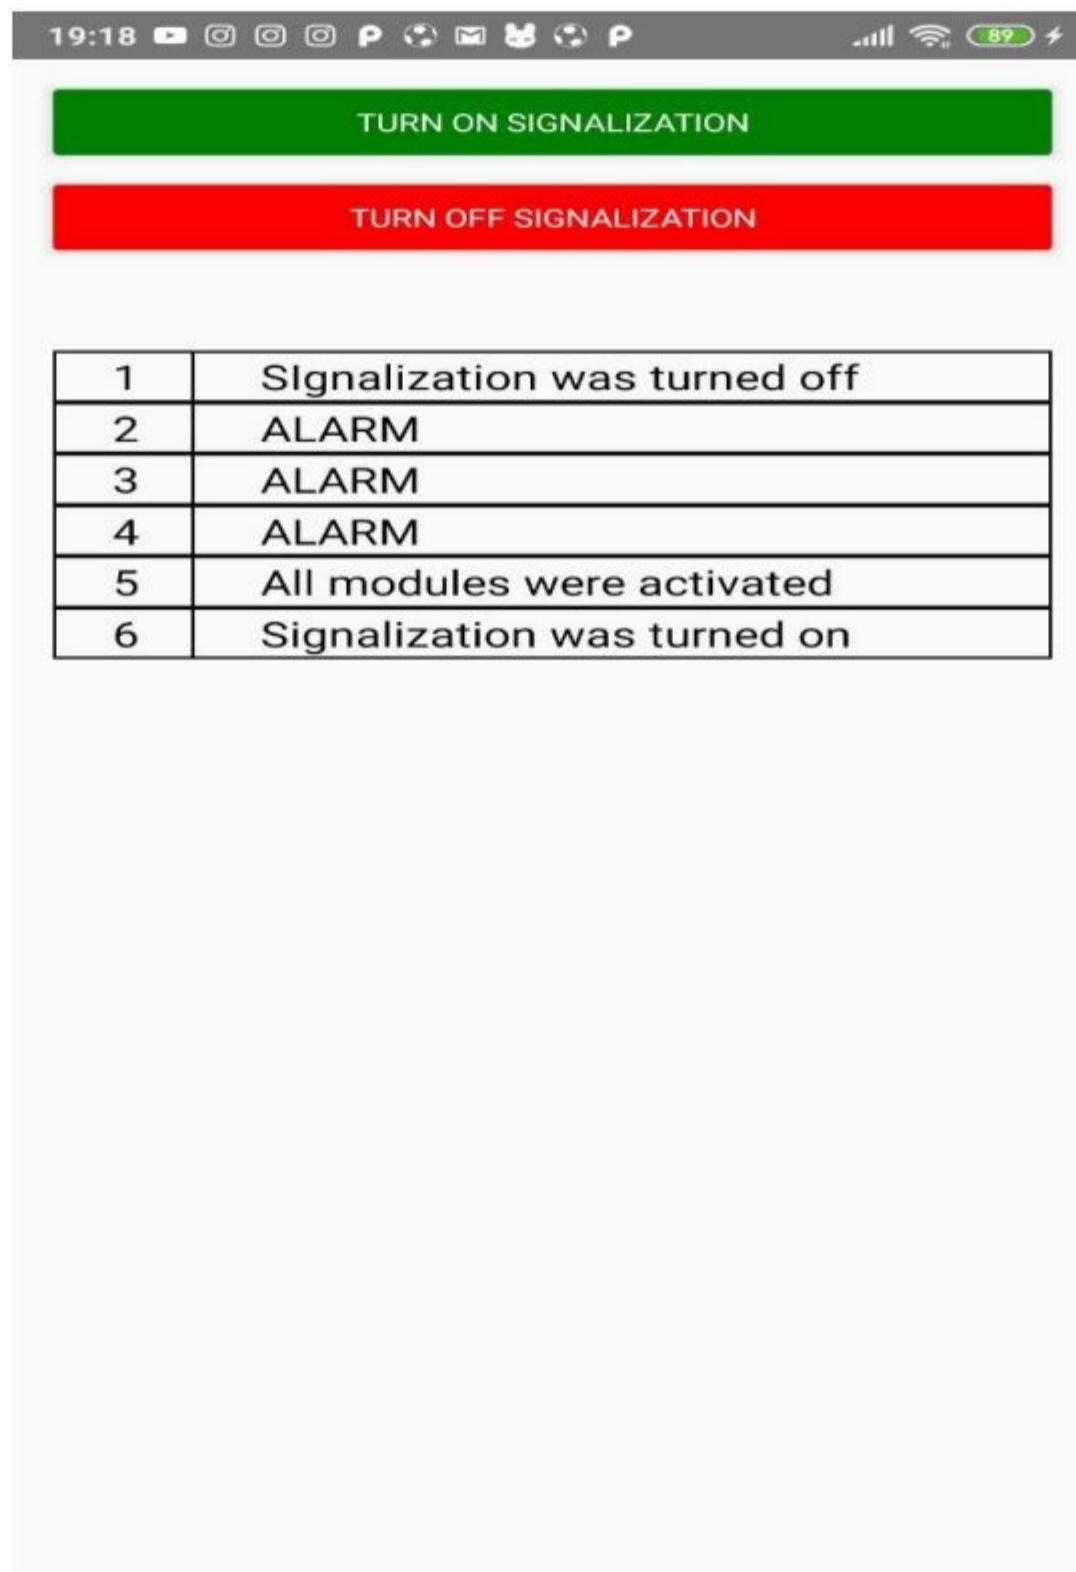 19:18 89
TURN ON SIGNALIZATION
TURN OFF SIGNALIZATION
1 SIgnalization was turned off
2 ALARM
3 ALARM
4 ALARM
5 All modules were activated
6 Signalization was turned on